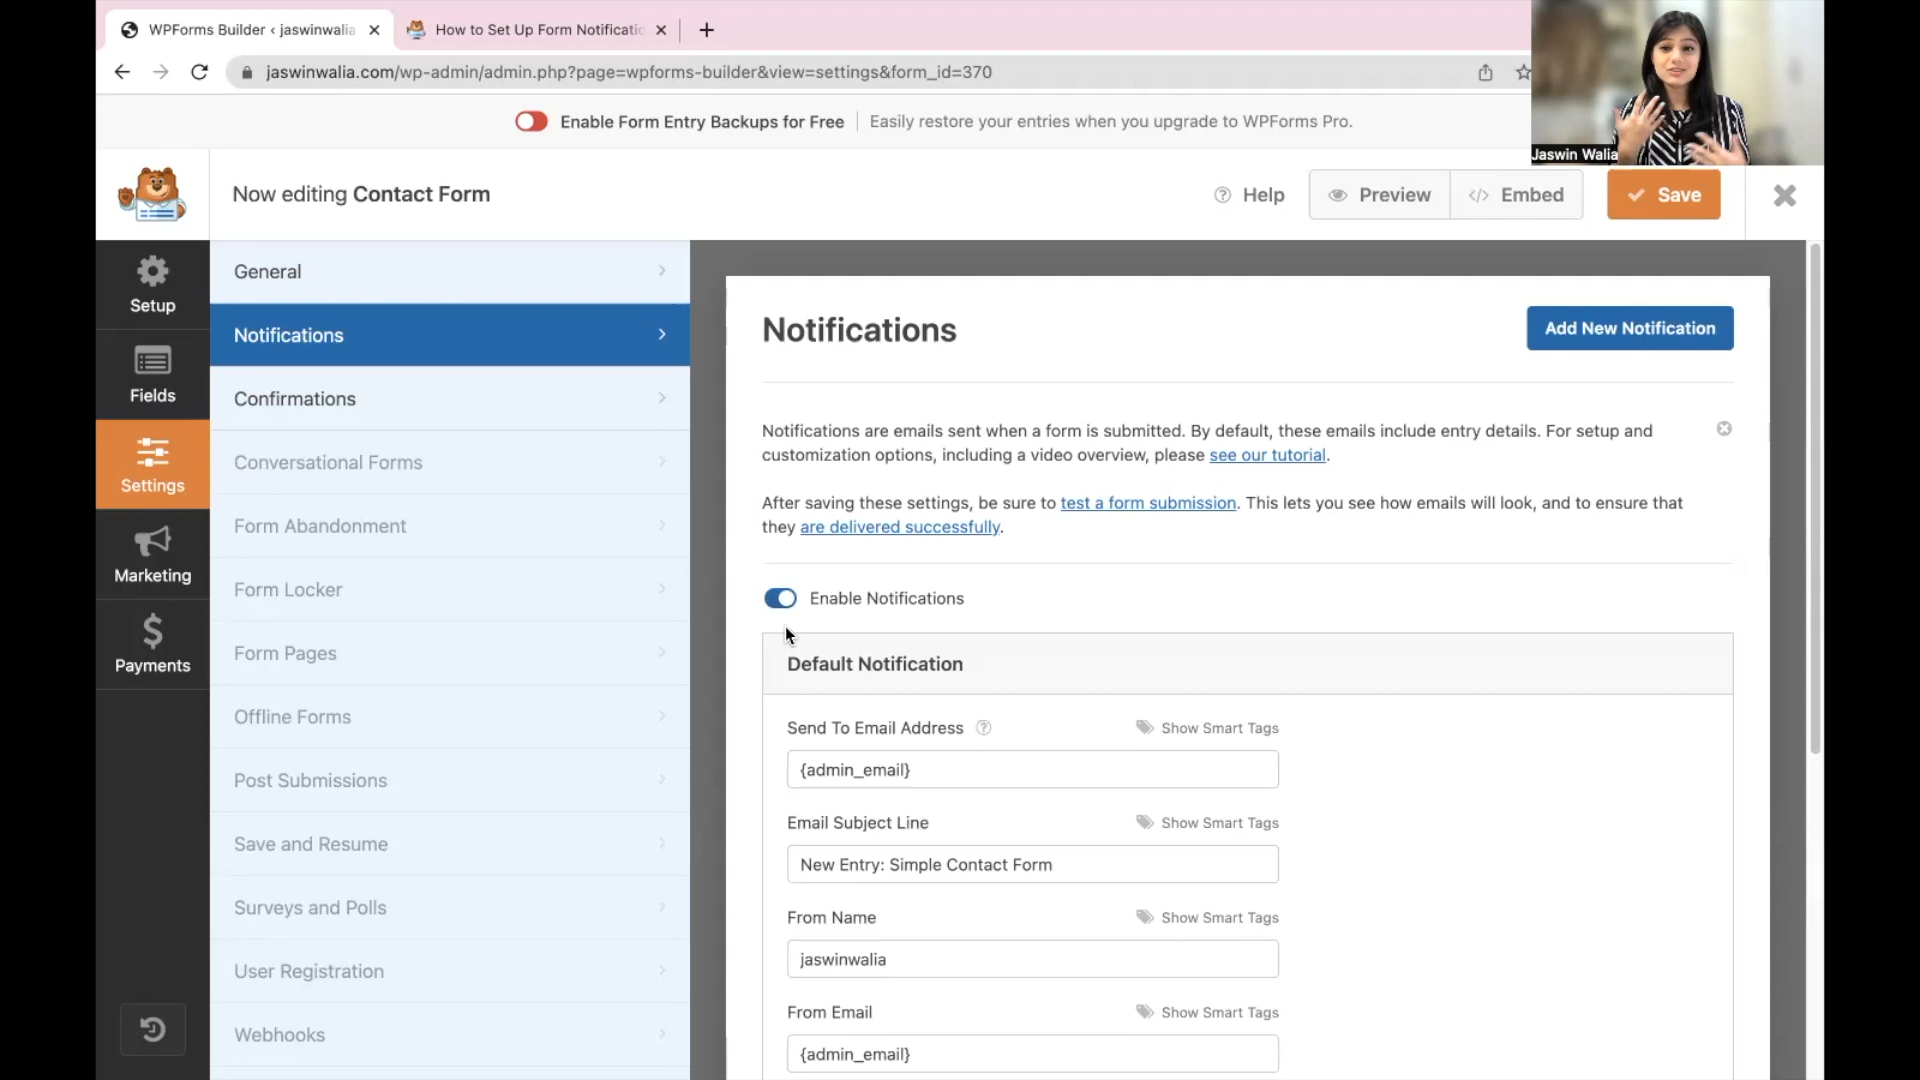 WPForms Builder ‹ jaswinwalia
How to Set Up Form Notificatio
jaswinwalia.com/wp-admin/admin.php?page=wpforms-builder&view=settings&form_id=370
Enable Form Entry Backups for Free
Easily restore your entries when you upgrade to WPForms Pro.
Jaswin Walia
Now editing Contact Form
Help
Preview
Embed
Save
Setup
Fields
Settings
Marketing
Payments
General
Notifications
Confirmations
Conversational Forms
Form Abandonment
Form Locker
Form Pages
Offline Forms
Post Submissions
Save and Resume
Surveys and Polls
User Registration
Webhooks
Notifications
Add New Notification
Notifications are emails sent when a form is submitted. By default, these emails include entry details. For setup and
customization options, including a video overview, please see our tutorial.
After saving these settings, be sure to test a form submission. This lets you see how emails will look, and to ensure that
they are delivered successfully.
Enable Notifications
Default Notification
Send To Email Address
Show Smart Tags
{admin_email}
Email Subject Line
Show Smart Tags
New Entry: Simple Contact Form
From Name
Show Smart Tags
jaswinwalia
From Email
Show Smart Tags
{admin_email}